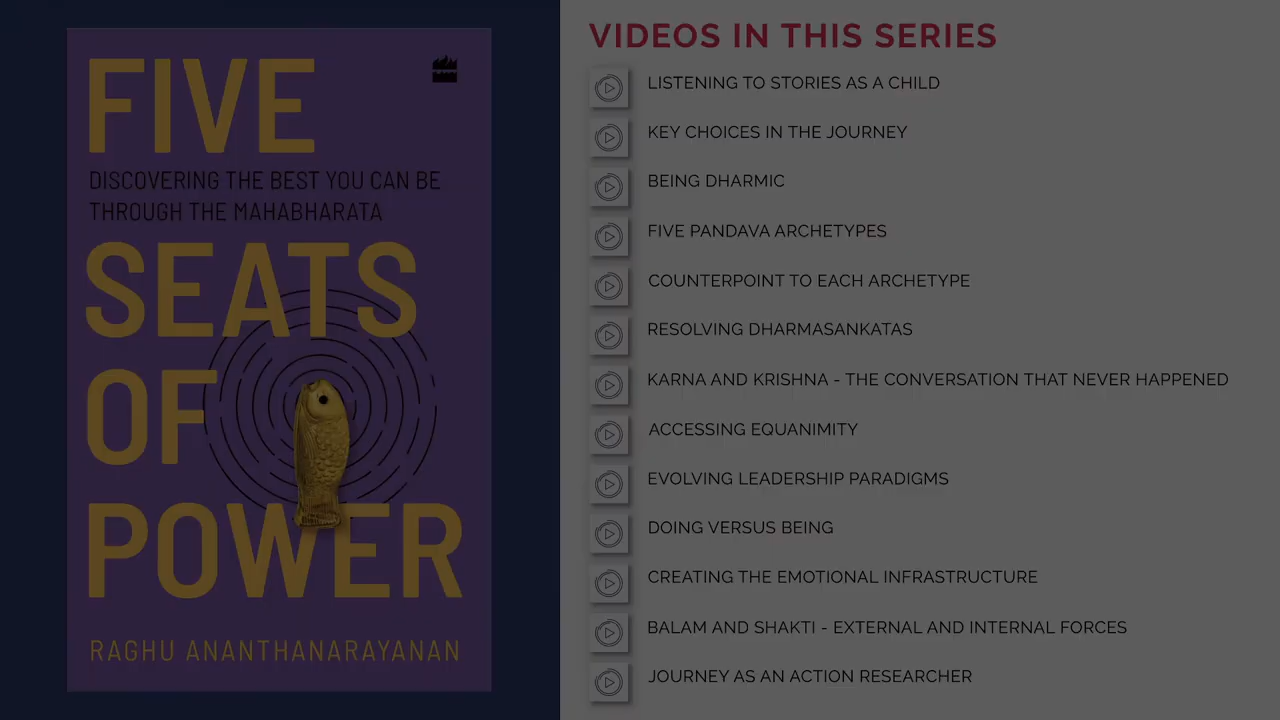 FIVE
DISCOVERING THE BEST YOU CAN BE
THROUGH THE MAHABHARATA
SEATS
OF
POWER
RAGHU ANANTHANARAYANAN
VIDEOS IN THIS SERIES
LISTENING TO STORIES AS A CHILD
KEY CHOICES IN THE JOURNEY
BEING DHARMIC
FIVE PANDAVA ARCHETYPES
COUNTERPOINT TO EACH ARCHETYPE
RESOLVING DHARMASANKATAS
KARNA AND KRISHNA - THE CONVERSATION THAT NEVER HAPPENED
ACCESSING EQUANIMITY
EVOLVING LEADERSHIP PARADIGMS
DOING VERSUS BEING
CREATING THE EMOTIONAL INFRASTRUCTURE
BALAM AND SHAKTI - EXTERNAL AND INTERNAL FORCES
JOURNEY AS AN ACTION RESEARCHER